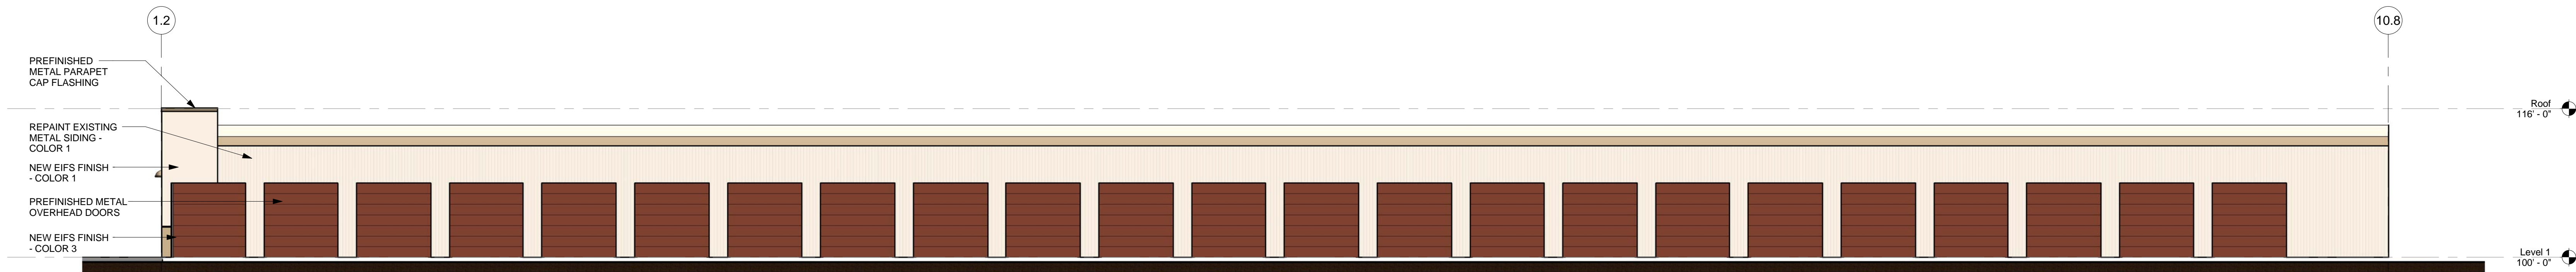 1.2
10.8
PREFINISHED
METAL PARAPET
CAP FLASHING
Roof
116' - 0"
REPAINT EXISTING
METAL SIDING -
COLOR 1
NEW EIFS FINISH
- COLOR 1
PREFINISHED METAL
OVERHEAD DOORS
NEW EIFS FINISH
- COLOR 3
Level 1
100' - 0"